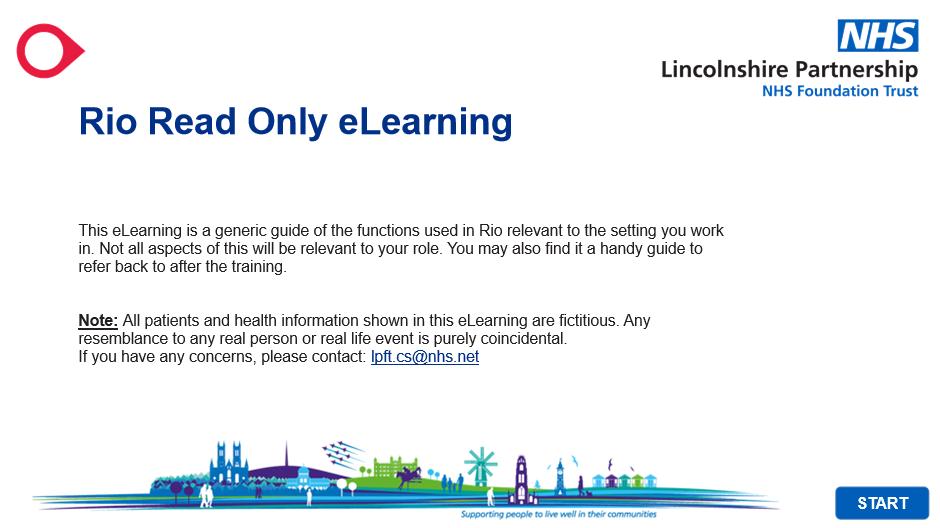 NHS
Lincolnshire Partnership
NHS Foundation Trust
Rio Read Only eLearning
This eLearning is a generic guide of the functions used in Rio relevant to the setting you work
in. Not all aspects of this will be relevant to your role. You may also find it a handy guide to
refer back to after the training.
Note: All patients and health information shown in this eLearning are fictitious. Any
resemblance to any real person or real life event is purely coincidental.
If you have any concerns, please contact: lpft.cs@nhs.net
Supporting people to live well in their communities
START